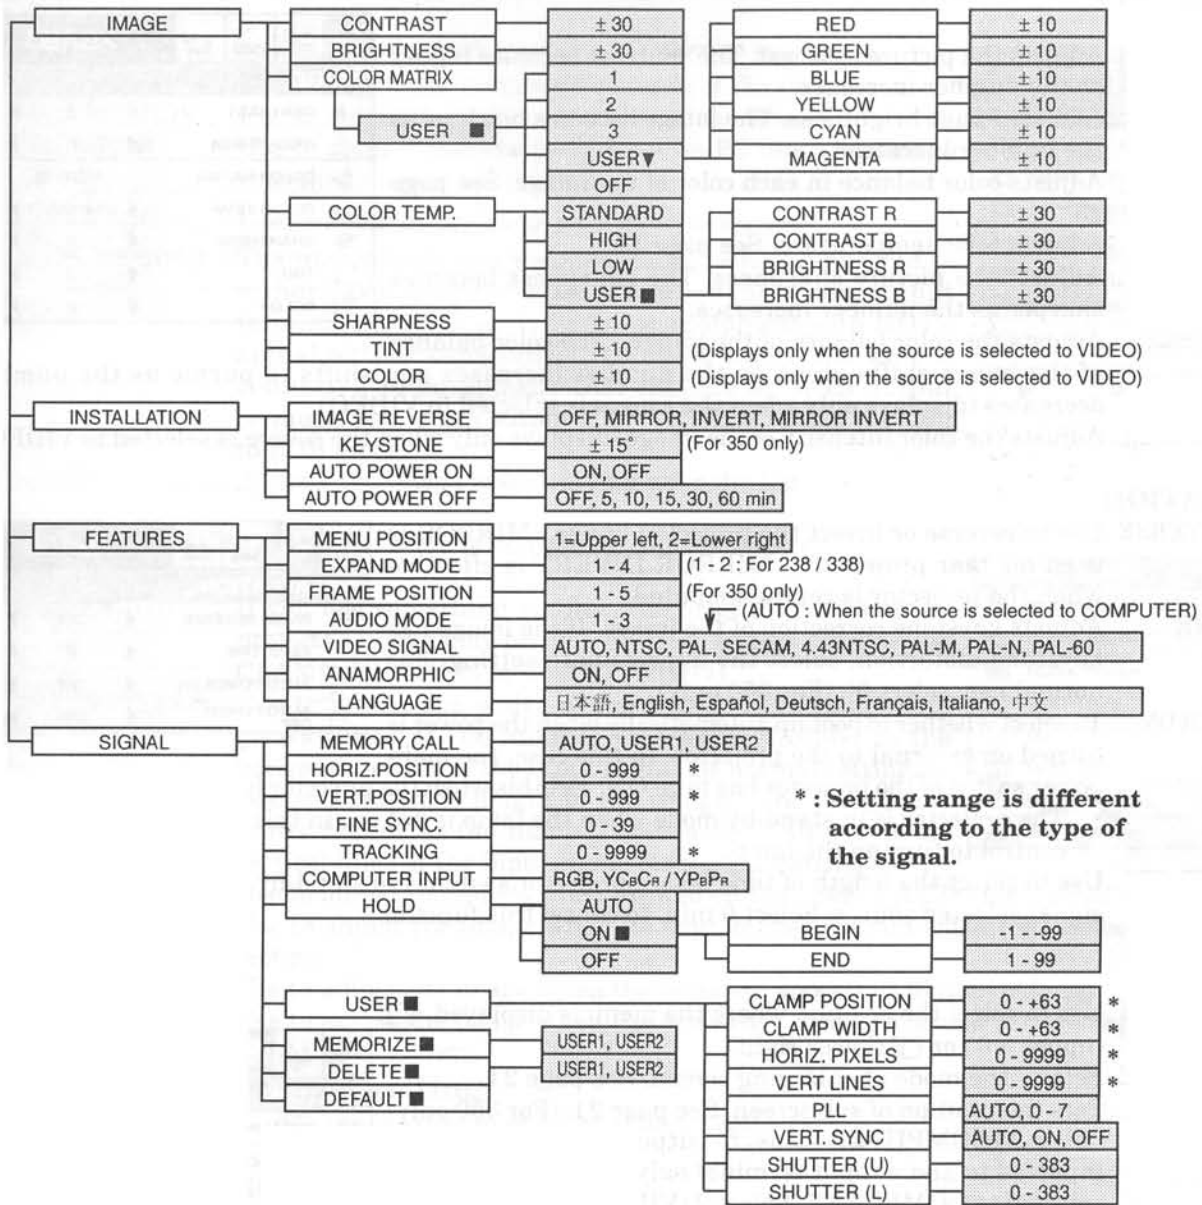 IMAGE CONTRAST ± 30 RED ± 10
BRIGHTNESS ± 30 GREEN ± 10
COLOR MATRIX 1 BLUE ± 10
2 YELLOW ± 10
USER ■ 3 CYAN ± 10
USER▼ MAGENTA ± 10
OFF
COLOR TEMP. STANDARD CONTRAST R ± 30
HIGH CONTRAST B ± 30
LOW BRIGHTNESS R ± 30
USER ■ BRIGHTNESS B ± 30
SHARPNESS ± 10
TINT ± 10 (Displays only when the source is selected to VIDEO)
COLOR ± 10 (Displays only when the source is selected to VIDEO)
INSTALLATION IMAGE REVERSE OFF, MIRROR, INVERT, MIRROR INVERT
KEYSTONE ± 15° (For 350 only)
AUTO POWER ON ON, OFF
AUTO POWER OFF OFF, 5, 10, 15, 30, 60 min
FEATURES MENU POSITION 1=Upper left, 2=Lower right
EXPAND MODE 1 - 4 (1 - 2 : For 238 / 338)
FRAME POSITION 1 - 5 (For 350 only)
AUDIO MODE 1 - 3 (AUTO : When the source is selected to COMPUTER)
VIDEO SIGNAL AUTO, NTSC, PAL, SECAM, 4.43NTSC, PAL-M, PAL-N, PAL-60
ANAMORPHIC ON, OFF
LANGUAGE 日本語, English, Español, Deutsch, Français, Italiano, 中文
SIGNAL MEMORY CALL AUTO, USER1, USER2
HORIZ.POSITION 0 - 999 *
VERT.POSITION 0 - 999 *
FINE SYNC. 0 - 39
TRACKING 0 - 9999 *
COMPUTER INPUT RGB, YCBCR / YPBPR
* : Setting range is different
according to the type of
the signal.
HOLD AUTO
ON ■ BEGIN -1 - -99
OFF END 1 - 99
USER ■ CLAMP POSITION 0 - +63 *
CLAMP WIDTH 0 - +63 *
MEMORIZE ■ USER1, USER2 HORIZ. PIXELS 0 - 9999 *
DELETE ■ USER1, USER2 VERT LINES 0 - 9999 *
DEFAULT ■ PLL AUTO, 0 - 7
VERT. SYNC AUTO, ON, OFF
SHUTTER (U) 0 - 383
SHUTTER (L) 0 - 383